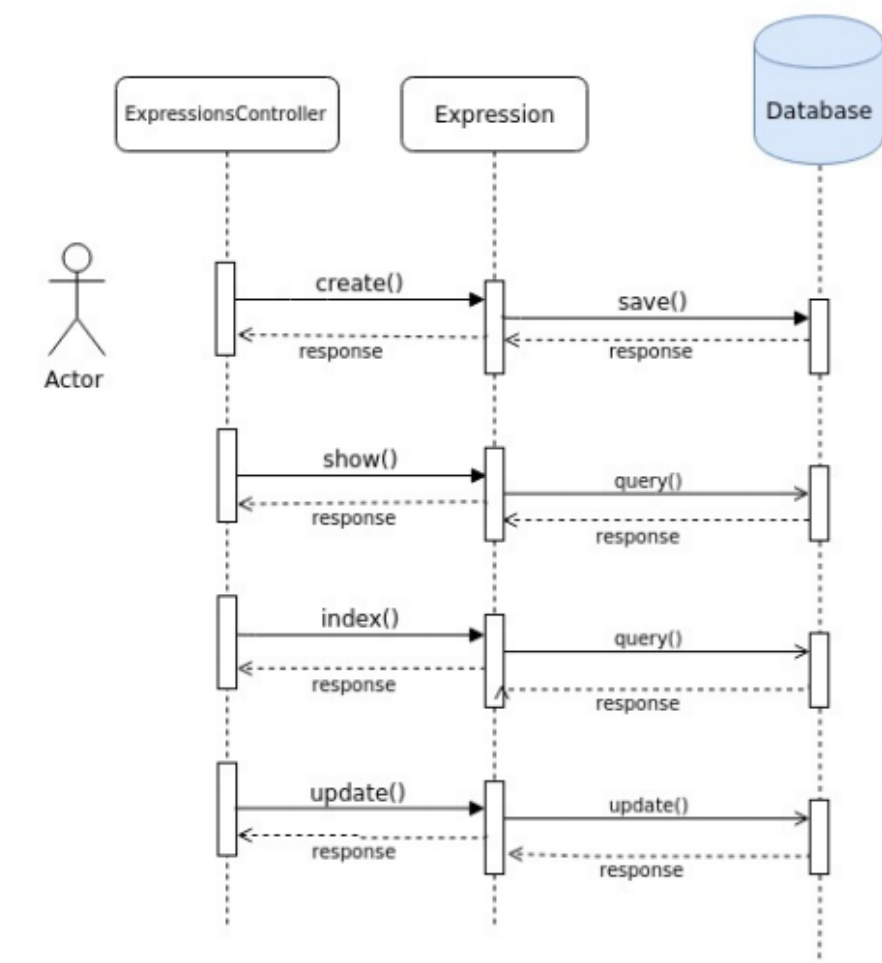 ExpressionsController
Expression
Database
Actor
create()
save()
response
response
show()
query()
response
response
index()
query()
response
response
update()
update()
response
response